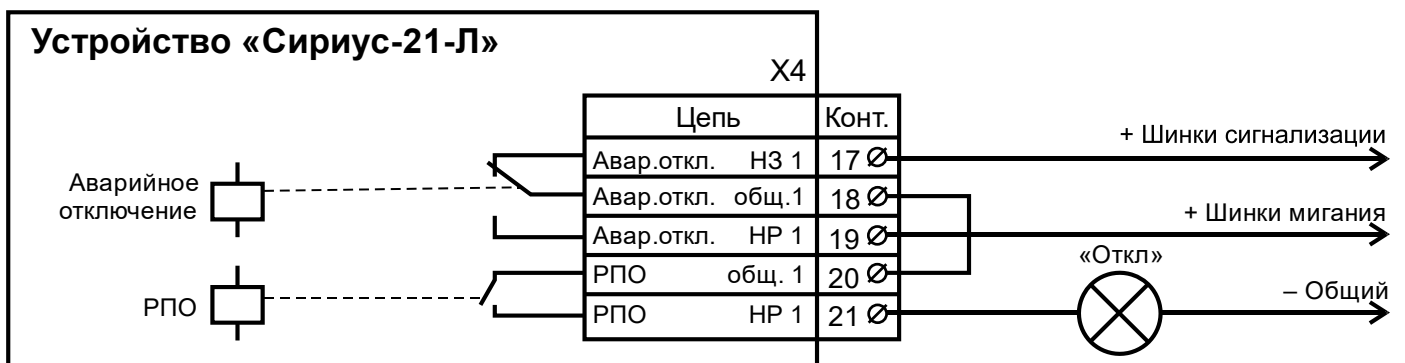 Устройство «Сириус-21-Л»
X4
Цепь Конт.
+ Шинки сигнализации
Авар.откл. НЗ 1 17
Аварийное
отключение
Авар.откл. общ.1 18
+ Шинки мигания
Авар.откл. НР 1 19
«Откл»
РПО общ. 1 20
– Общий
РПО
РПО НР 1 21